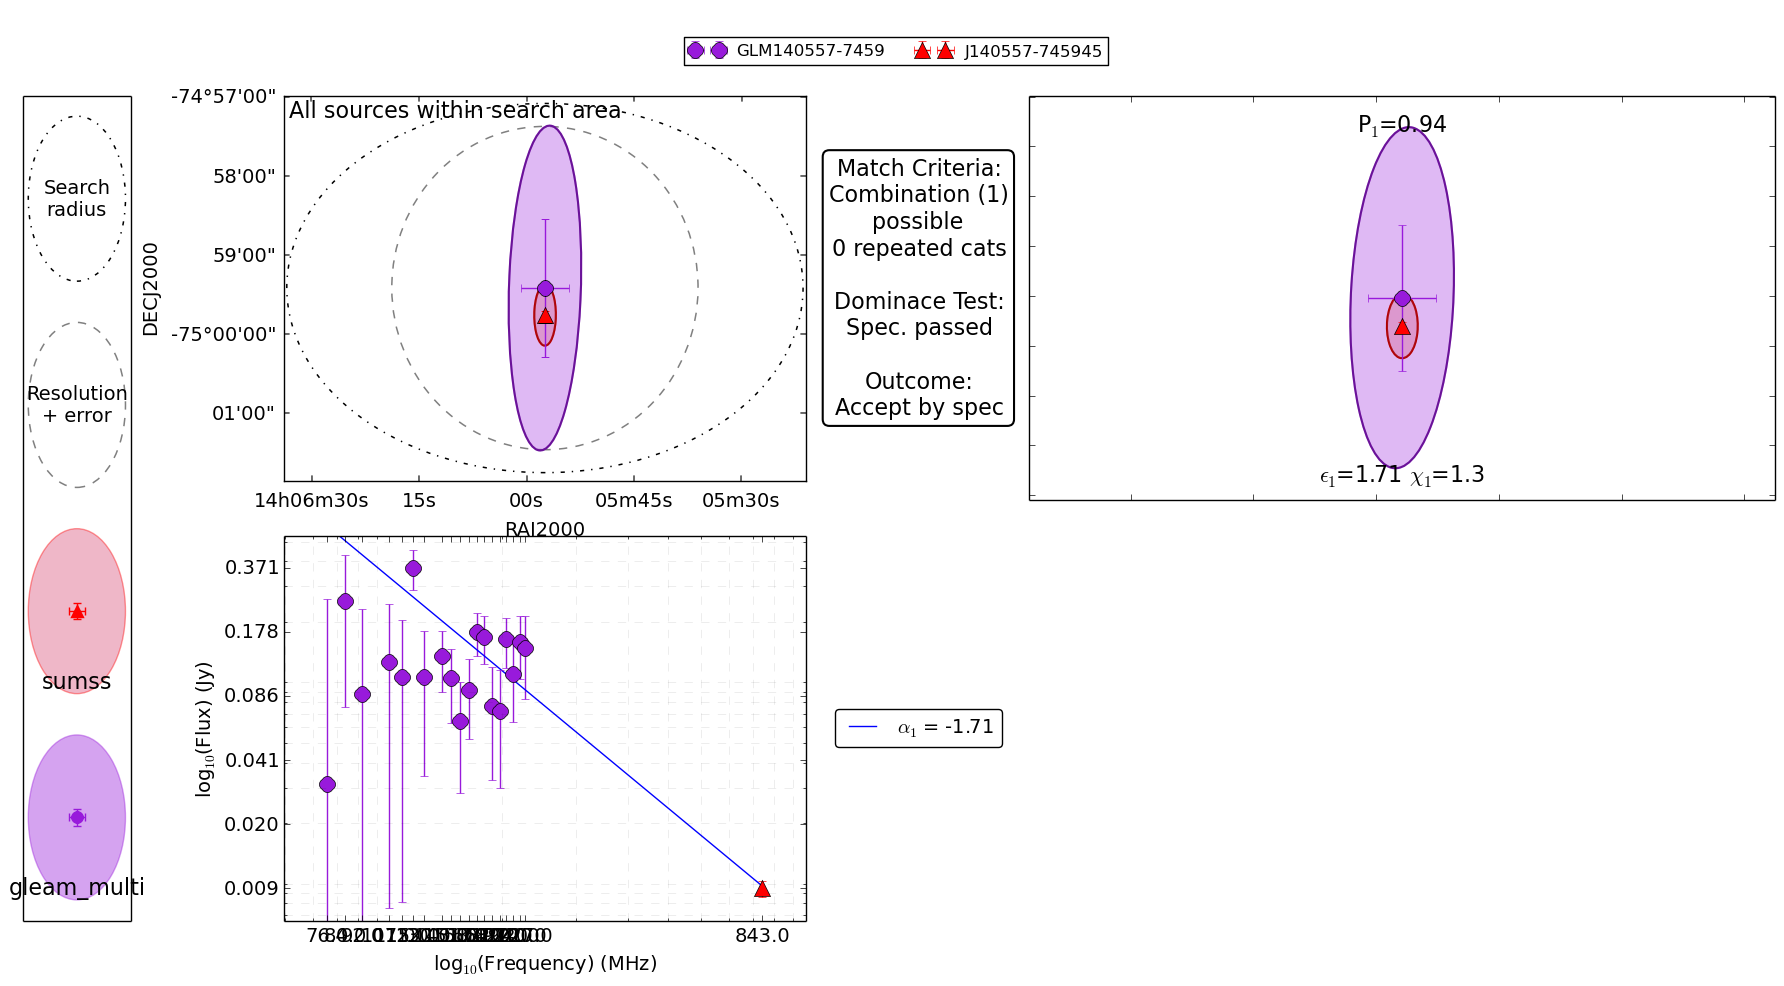 GLM140557-7459
J140557-745945
Search
radius
Resolution
+ error
sumss
gleam_multi
All sources within search area
-74°57'00"
58'00"
59'00"
-75°00'00"
01'00"
DECJ2000
14h06m30s 15s 00s 05m45s 05m30s
RAJ2000
Match Criteria:
Combination (1)
possible
0 repeated cats
Dominace Test:
Spec. passed
Outcome:
Accept by spec
P1=0.94
ϵ1=1.71 χ1=1.3
0.371
0.178
0.086
0.041
0.020
0.009
log10(Flux) (Jy)
843.0
log10(Frequency) (MHz)
α1 = -1.71